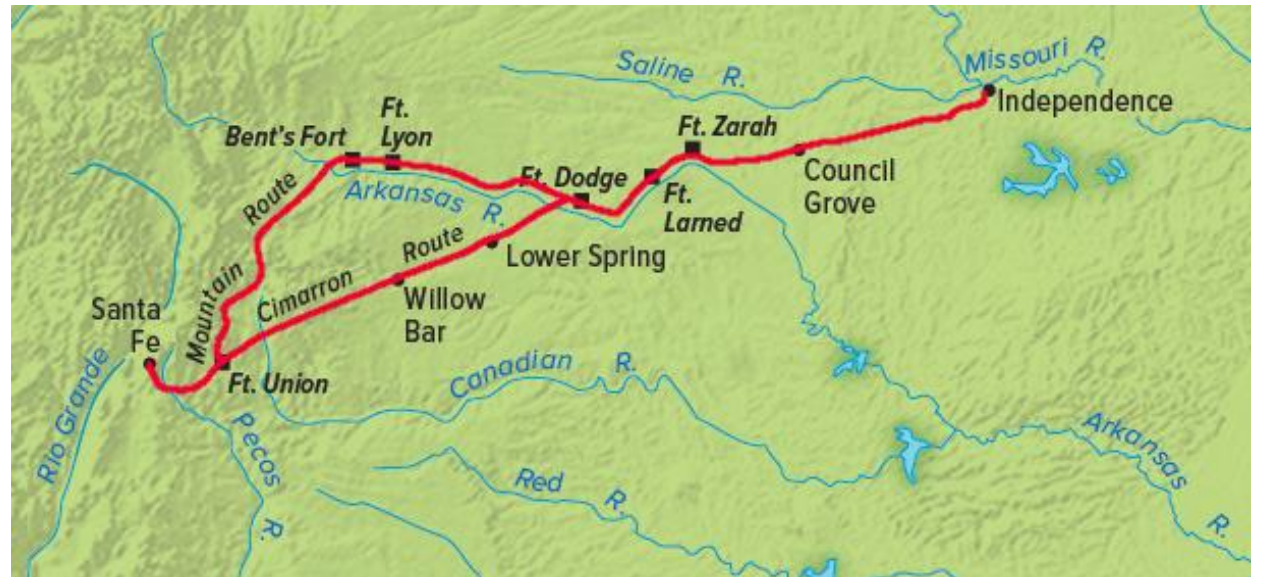 Missouri R.
Saline R.
Independence
Ft.
Lyon
Bent's Fort
Ft. Zarah
Council
Grove
Ft. Dodge
Ft.
Larned
Arkansas R.
Mountain Route
Lower Spring
Cimarron Route
Willow
Bar
Santa
Fe
Ft. Union
Canadian R.
Rio Grande
Pecos R.
Red R.
Arkansas R.